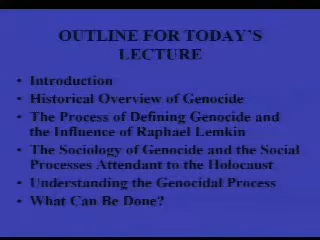 OUTLINE FOR TODAY`S
LECTURE
• Introduction
• Historical Overview of Genocide
• The Process of Defining Genocide and
the Influence of Raphael Lemkin
• The Sociology of Genocide and the Social
Processes Attendant to the Holocaust
• Understanding the Genocidal Process
• What Can Be Done?